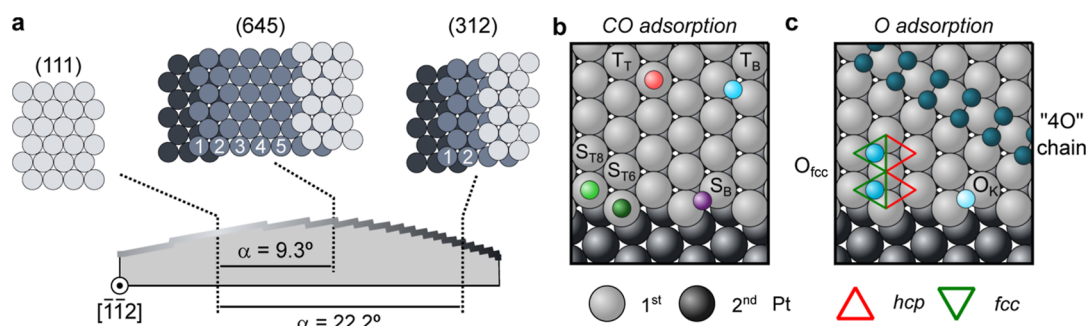 a
(111)
(645)
(312)
1 2 3 4 5
1 2
α = 9.3º
α = 22.2º
[1̅1̅2]
b
CO adsorption
T_T
T_B
S_T8
S_T6
S_B
1st
2nd Pt
c
O adsorption
"4O"
chain
O_fcc
O_K
hcp
fcc